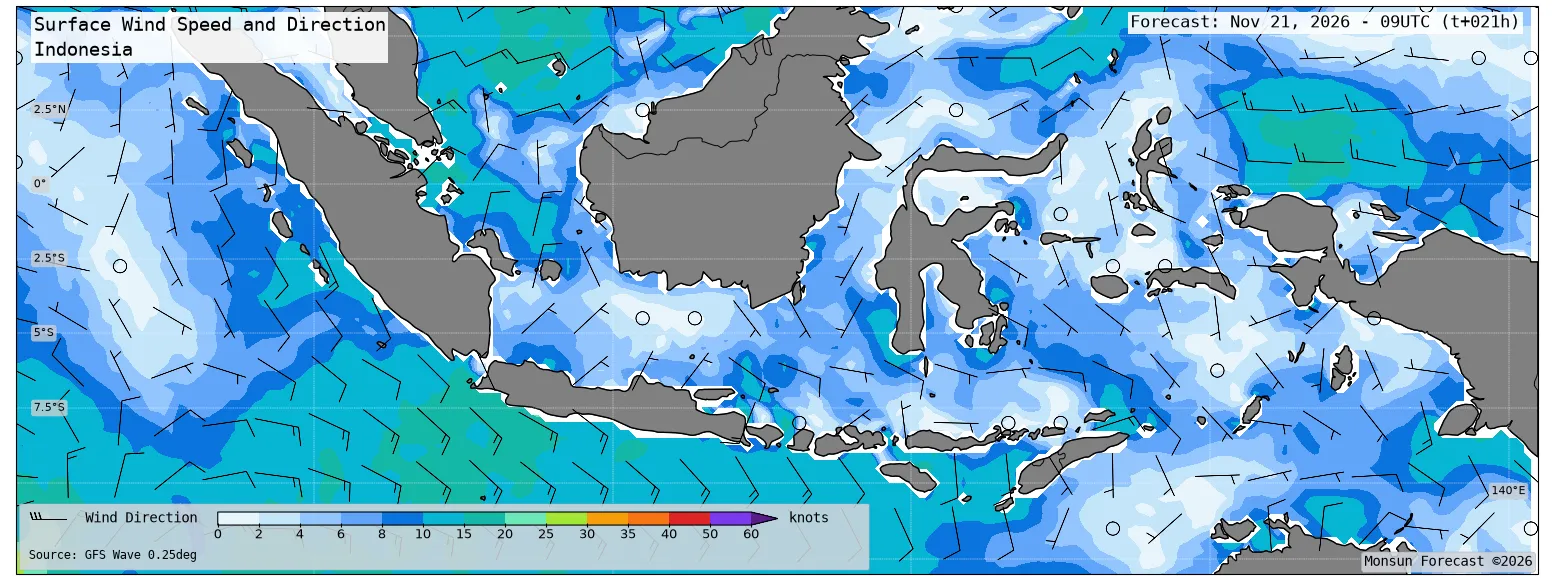 Surface Wind Speed and Direction
Indonesia
Forecast: Nov 21, 2026 - 09UTC (t+021h)
2.5°N
0°
2.5°S
5°S
7.5°S
140°E
Wind Direction
0 2 4 6 8 10 15 20 25 30 35 40 50 60 knots
Source: GFS Wave 0.25deg
Monsun Forecast ©2026